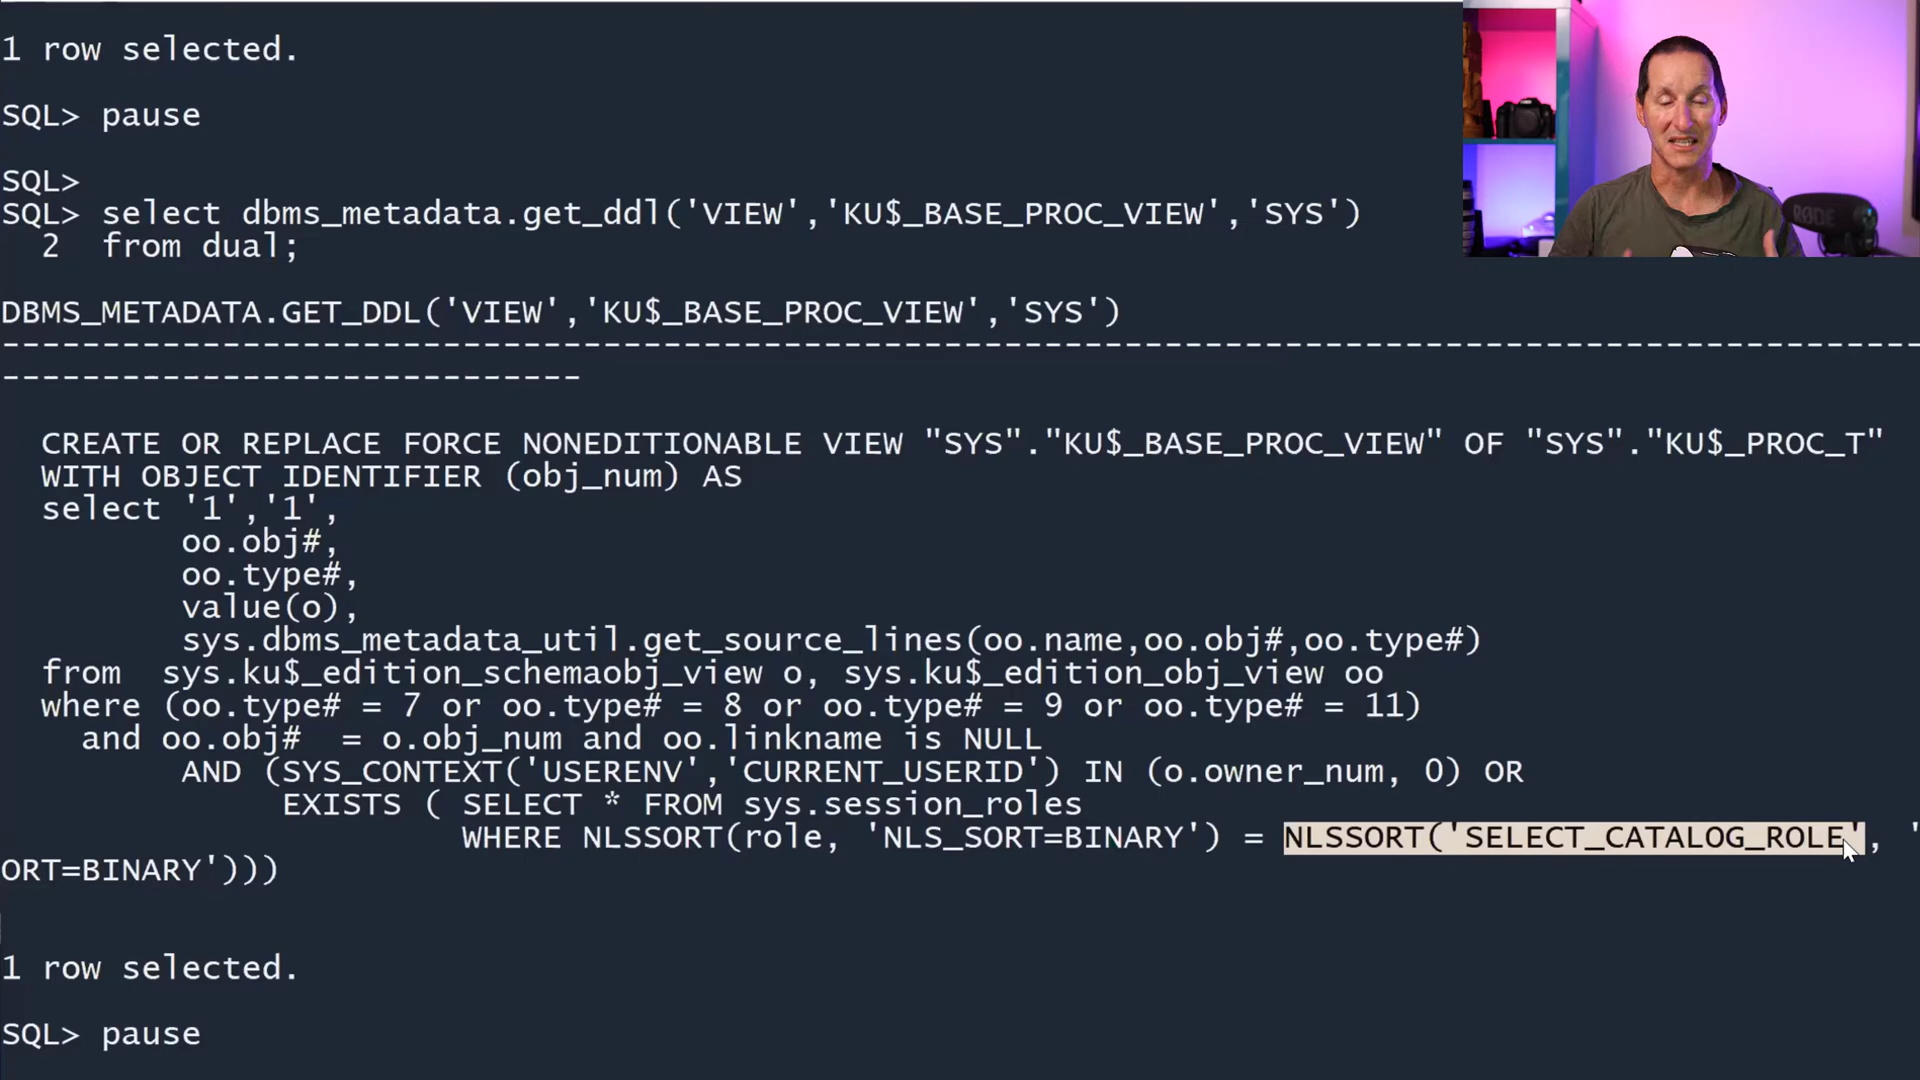 1 row selected.
SQL> pause
SQL>
SQL> select dbms_metadata.get_ddl('VIEW','KU$_BASE_PROC_VIEW','SYS')
2 from dual;
DBMS_METADATA.GET_DDL('VIEW','KU$_BASE_PROC_VIEW','SYS')
------------------------------------------------------------------------------------------------
-----------------------------
CREATE OR REPLACE FORCE NONEDITIONABLE VIEW "SYS"."KU$_BASE_PROC_VIEW" OF "SYS"."KU$_PROC_T"
WITH OBJECT IDENTIFIER (obj_num) AS
select '1','1',
oo.obj#,
oo.type#,
value(o),
sys.dbms_metadata_util.get_source_lines(oo.name,oo.obj#,oo.type#)
from sys.ku$_edition_schemaobj_view o, sys.ku$_edition_obj_view oo
where (oo.type# = 7 or oo.type# = 8 or oo.type# = 9 or oo.type# = 11)
and oo.obj# = o.obj_num and oo.linkname is NULL
AND (SYS_CONTEXT('USERENV','CURRENT_USERID') IN (o.owner_num, 0) OR
EXISTS ( SELECT * FROM sys.session_roles
WHERE NLSSORT(role, 'NLS_SORT=BINARY') = NLSSORT('SELECT_CATALOG_ROLE', '
ORT=BINARY')))
1 row selected.
SQL> pause
RØDE